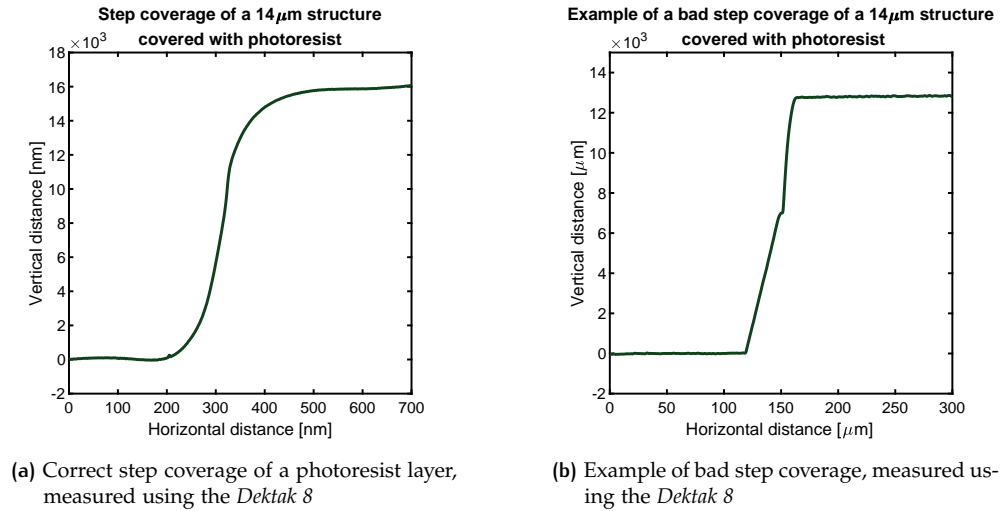 Step coverage of a 14μm structure
covered with photoresist
×10³
18
16
14
12
10
8
6
4
2
0
-2
Vertical distance [nm]
0 100 200 300 400 500 600 700
Horizontal distance [nm]
(a) Correct step coverage of a photoresist layer,
measured using the Dektak 8
Example of a bad step coverage of a 14μm structure
covered with photoresist
×10³
14
12
10
8
6
4
2
0
-2
Vertical distance [μm]
0 50 100 150 200 250 300
Horizontal distance [μm]
(b) Example of bad step coverage, measured us-
ing the Dektak 8